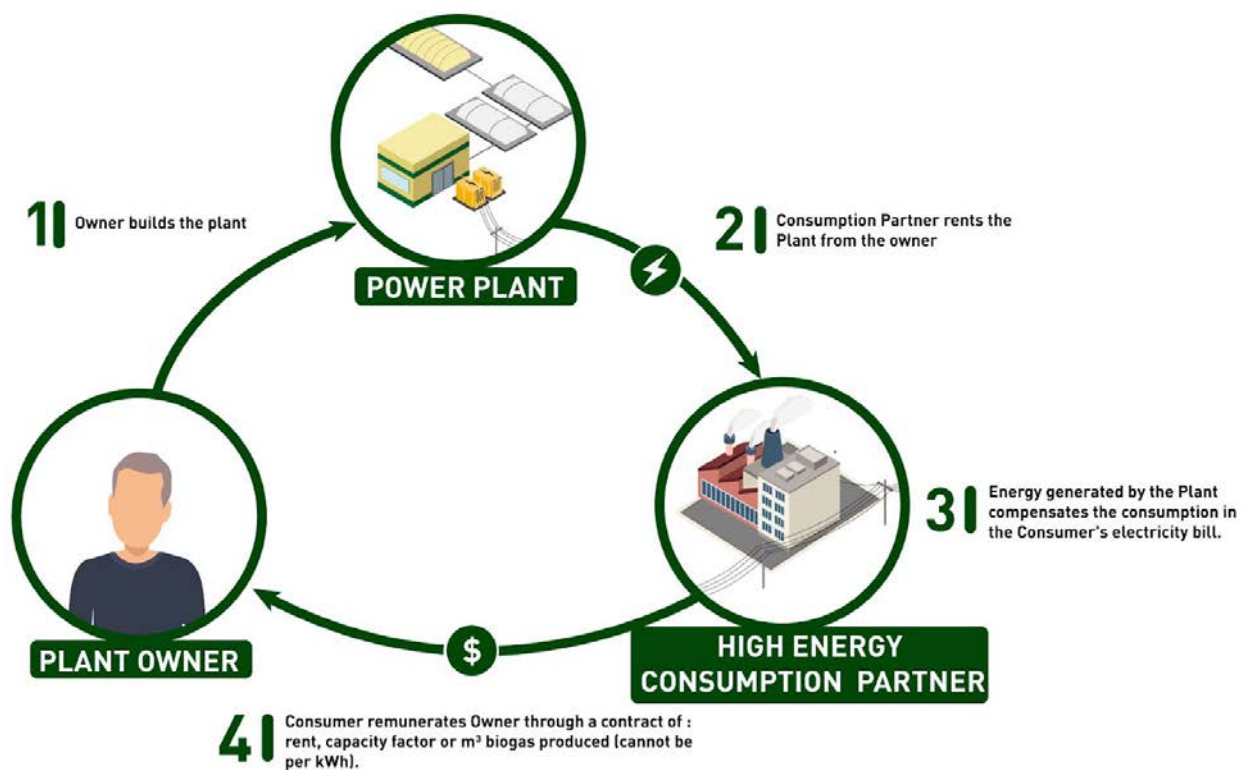 1 Owner builds the plant
2 Consumption Partner rents the
Plant from the owner
POWER PLANT
3 Energy generated by the Plant
compensates the consumption in
the Consumer's electricity bill.
$
PLANT OWNER
HIGH ENERGY
CONSUMPTION PARTNER
4 Consumer remunerates Owner through a contract of :
rent, capacity factor or m³ biogas produced (cannot be
per kWh).